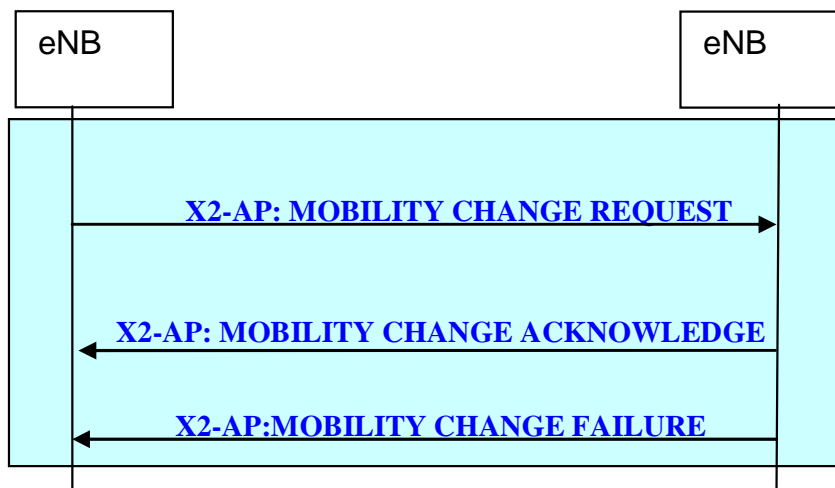 eNB
eNB
X2-AP: MOBILITY CHANGE REQUEST
X2-AP: MOBILITY CHANGE ACKNOWLEDGE
X2-AP:MOBILITY CHANGE FAILURE